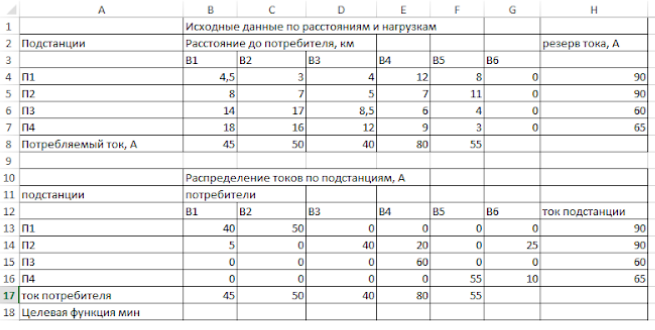 A B C D E F G H
1 Исходные данные по расстояниям и нагрузкам
2 Подстанции Расстояние до потребителя, км резерв тока, А
3 В1 В2 В3 В4 В5 В6
4 П1 4,5 3 4 12 8 0 90
5 П2 8 7 5 7 11 0 90
6 П3 14 17 8,5 6 4 0 60
7 П4 18 16 12 9 3 0 65
8 Потребляемый ток, А 45 50 40 80 55
9
10 Распределение токов по подстанциям, А
11 подстанции потребители
12 В1 В2 В3 В4 В5 В6 ток подстанции
13 П1 40 50 0 0 0 0 90
14 П2 5 0 40 20 0 25 90
15 П3 0 0 0 60 0 0 60
16 П4 0 0 0 0 55 10 65
17 ток потребителя 45 50 40 80 55
18 Целевая функция мин